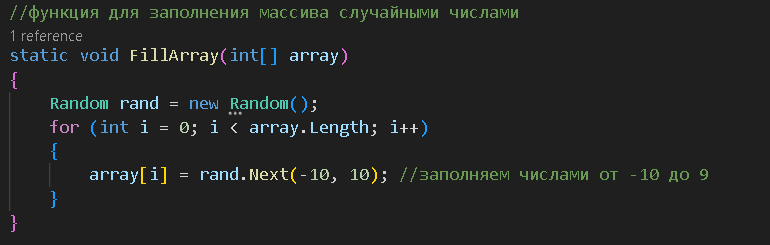 //функция для заполнения массива случайными числами
1 reference
static void FillArray(int[] array)
{
    Random rand = new Random();
    for (int i = 0; i < array.Length; i++)
    {
        array[i] = rand.Next(-10, 10); //заполняем числами от -10 до 9
    }
}